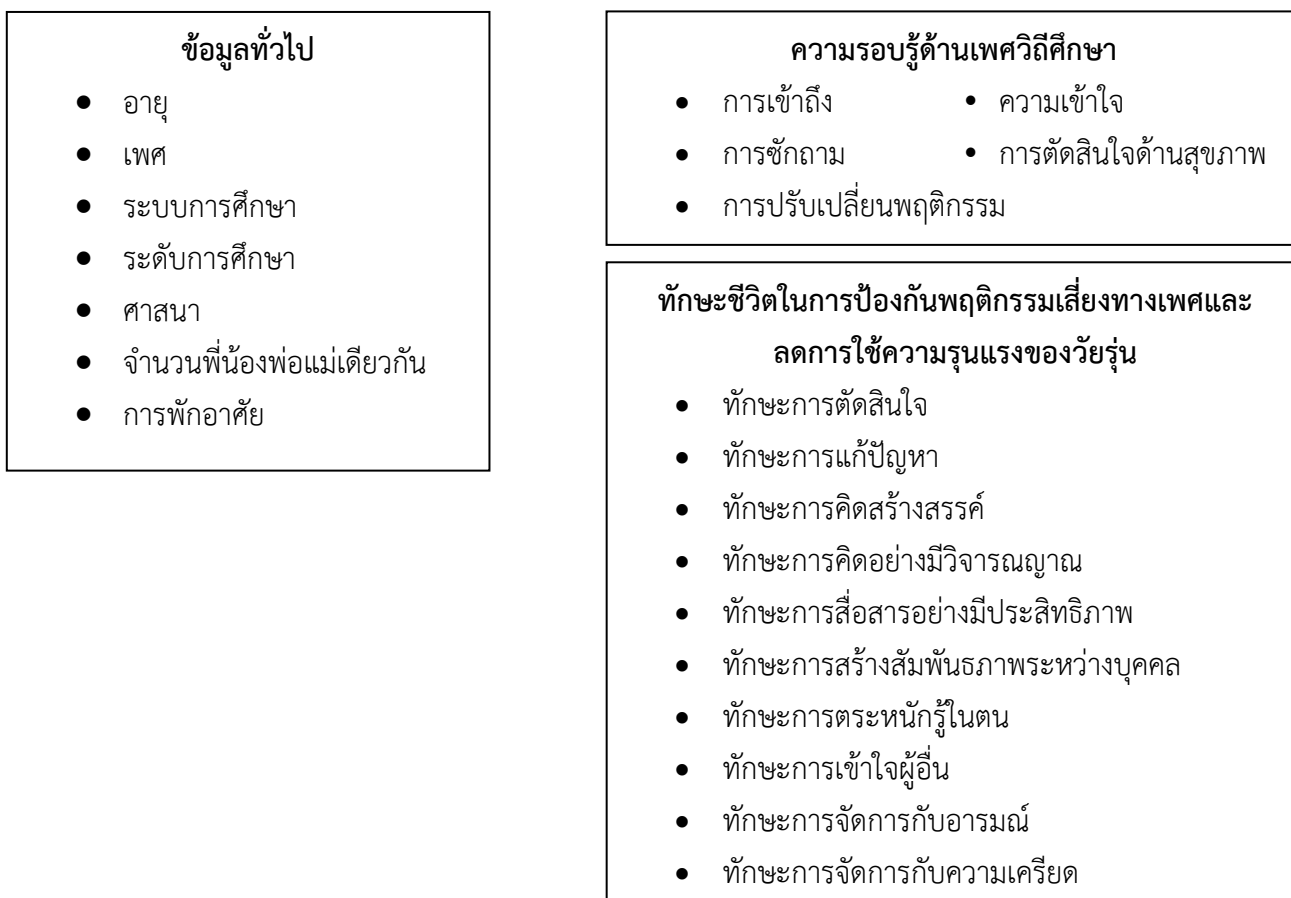 ข้อมูลทั่วไป
• อายุ
• เพศ
• ระบบการศึกษา
• ระดับการศึกษา
• ศาสนา
• จำนวนพี่น้องพ่อแม่เดียวกัน
• การพักอาศัย
ความรอบรู้ด้านเพศวิถีศึกษา
• การเข้าถึง • ความเข้าใจ
• การซักถาม • การตัดสินใจด้านสุขภาพ
• การปรับเปลี่ยนพฤติกรรม
ทักษะชีวิตในการป้องกันพฤติกรรมเสี่ยงทางเพศและ
ลดการใช้ความรุนแรงของวัยรุ่น
• ทักษะการตัดสินใจ
• ทักษะการแก้ปัญหา
• ทักษะการคิดสร้างสรรค์
• ทักษะการคิดอย่างมีวิจารณญาณ
• ทักษะการสื่อสารอย่างมีประสิทธิภาพ
• ทักษะการสร้างสัมพันธภาพระหว่างบุคคล
• ทักษะการตระหนักรู้ในตน
• ทักษะการเข้าใจผู้อื่น
• ทักษะการจัดการกับอารมณ์
• ทักษะการจัดการกับความเครียด